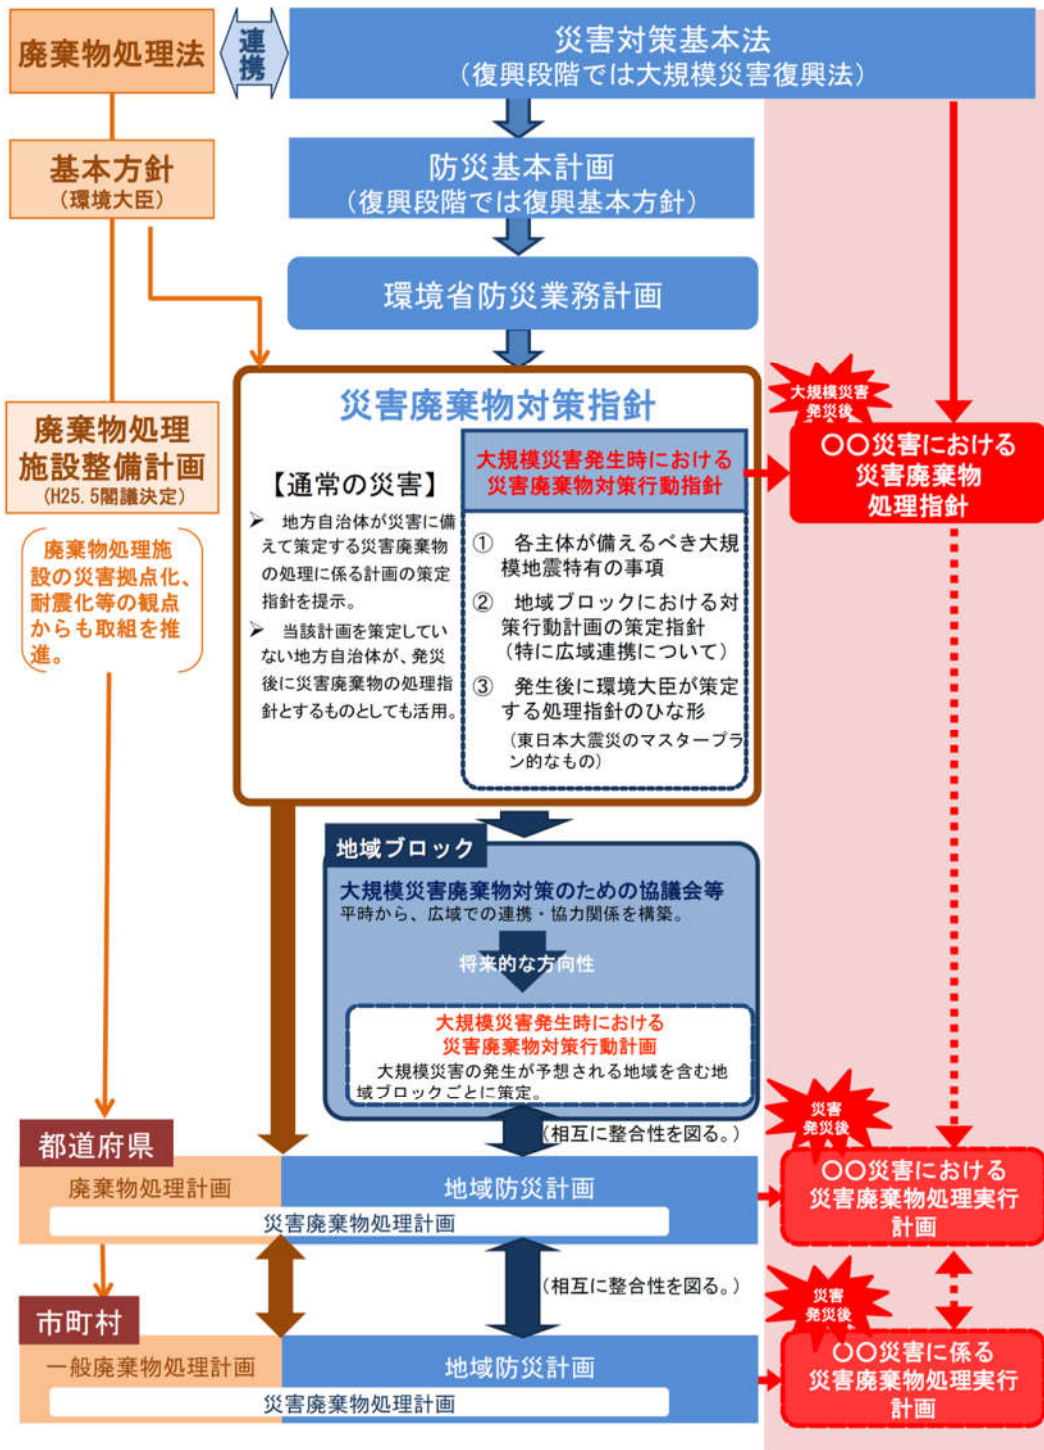 廃棄物処理法
連携
災害対策基本法
(復興段階では大規模災害復興法)
基本方針
(環境大臣)
防災基本計画
(復興段階では復興基本方針)
環境省防災業務計画
廃棄物処理
施設整備計画
(H25.5閣議決定)
廃棄物処理施
設の災害拠点化、
耐震化等の観点
からも取組を推
進。
災害廃棄物対策指針
【通常の災害】
➢ 地方自治体が災害に備
えて策定する災害廃棄物
の処理に係る計画の策定
指針を提示。
➢ 当該計画を策定してい
ない地方自治体が、発災
後に災害廃棄物の処理指
針とするものとしても活用。
大規模災害発生時における
災害廃棄物対策行動指針
① 各主体が備えるべき大規
模地震特有の事項
② 地域ブロックにおける対
策行動計画の策定指針
(特に広域連携について)
③ 発生後に環境大臣が策定
する処理指針のひな形
(東日本大震災のマスタープラ
ン的なもの)
大規模災害
発災後
〇〇災害における
災害廃棄物
処理指針
地域ブロック
大規模災害廃棄物対策のための協議会等
平時から、広域での連携・協力関係を構築。
将来的な方向性
大規模災害発生時における
災害廃棄物対策行動計画
大規模災害の発生が予想される地域を含む地
域ブロックごとに策定。
(相互に整合性を図る。)
都道府県
廃棄物処理計画
地域防災計画
災害廃棄物処理計画
災害
発災後
〇〇災害における
災害廃棄物処理実行
計画
(相互に整合性を図る。)
市町村
一般廃棄物処理計画
地域防災計画
災害廃棄物処理計画
災害
発災後
〇〇災害に係る
災害廃棄物処理実行
計画